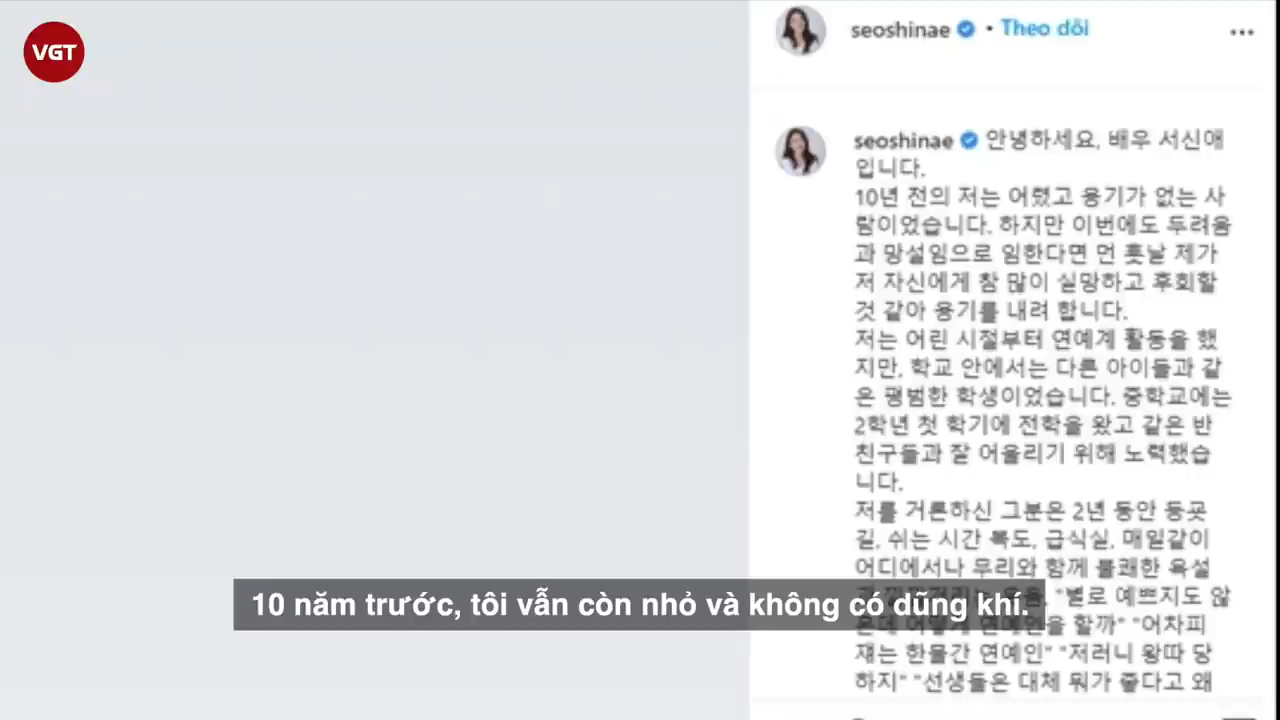 VGT
seoshinae • Theo dõi
seoshinae 안녕하세요, 배우 서신애
입니다.
10년 전의 저는 어렸고 용기가 없는 사
람이었습니다. 하지만 이번에도 두려움
과 망설임으로 임한다면 먼 훗날 제가
저 자신에게 참 많이 실망하고 후회할
것 같아 용기를 내려 합니다.
저는 어린 시절부터 연예계 활동을 했
지만, 학교 안에서는 다른 아이들과 같
은 평범한 학생이었습니다. 중학교에는
2학년 첫 학기에 전학을 왔고 같은 반
친구들과 잘 어울리기 위해 노력했습
니다.
저를 거론하신 그분은 2년 동안 등굣
길, 쉬는 시간 복도, 급식실, 매일같이
어디에서나 무리와 함께 불쾌한 욕설
"별로 예쁘지도 않
은데 어떻게 연예인을 할까" "어차피
쟤는 한물간 연예인" "저러니 왕따 당
하지" "선생들은 대체 뭐가 좋다고 왜
10 năm trước, tôi vẫn còn nhỏ và không có dũng khí.